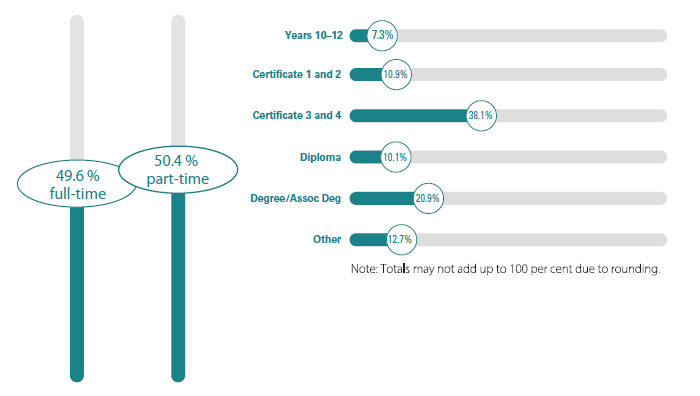 49.6 %
full-time
50.4 %
part-time
Years 10–12 7.3%
Certificate 1 and 2 10.9%
Certificate 3 and 4 38.1%
Diploma 10.1%
Degree/Assoc Deg 20.9%
Other 12.7%
Note: Totals may not add up to 100 per cent due to rounding.